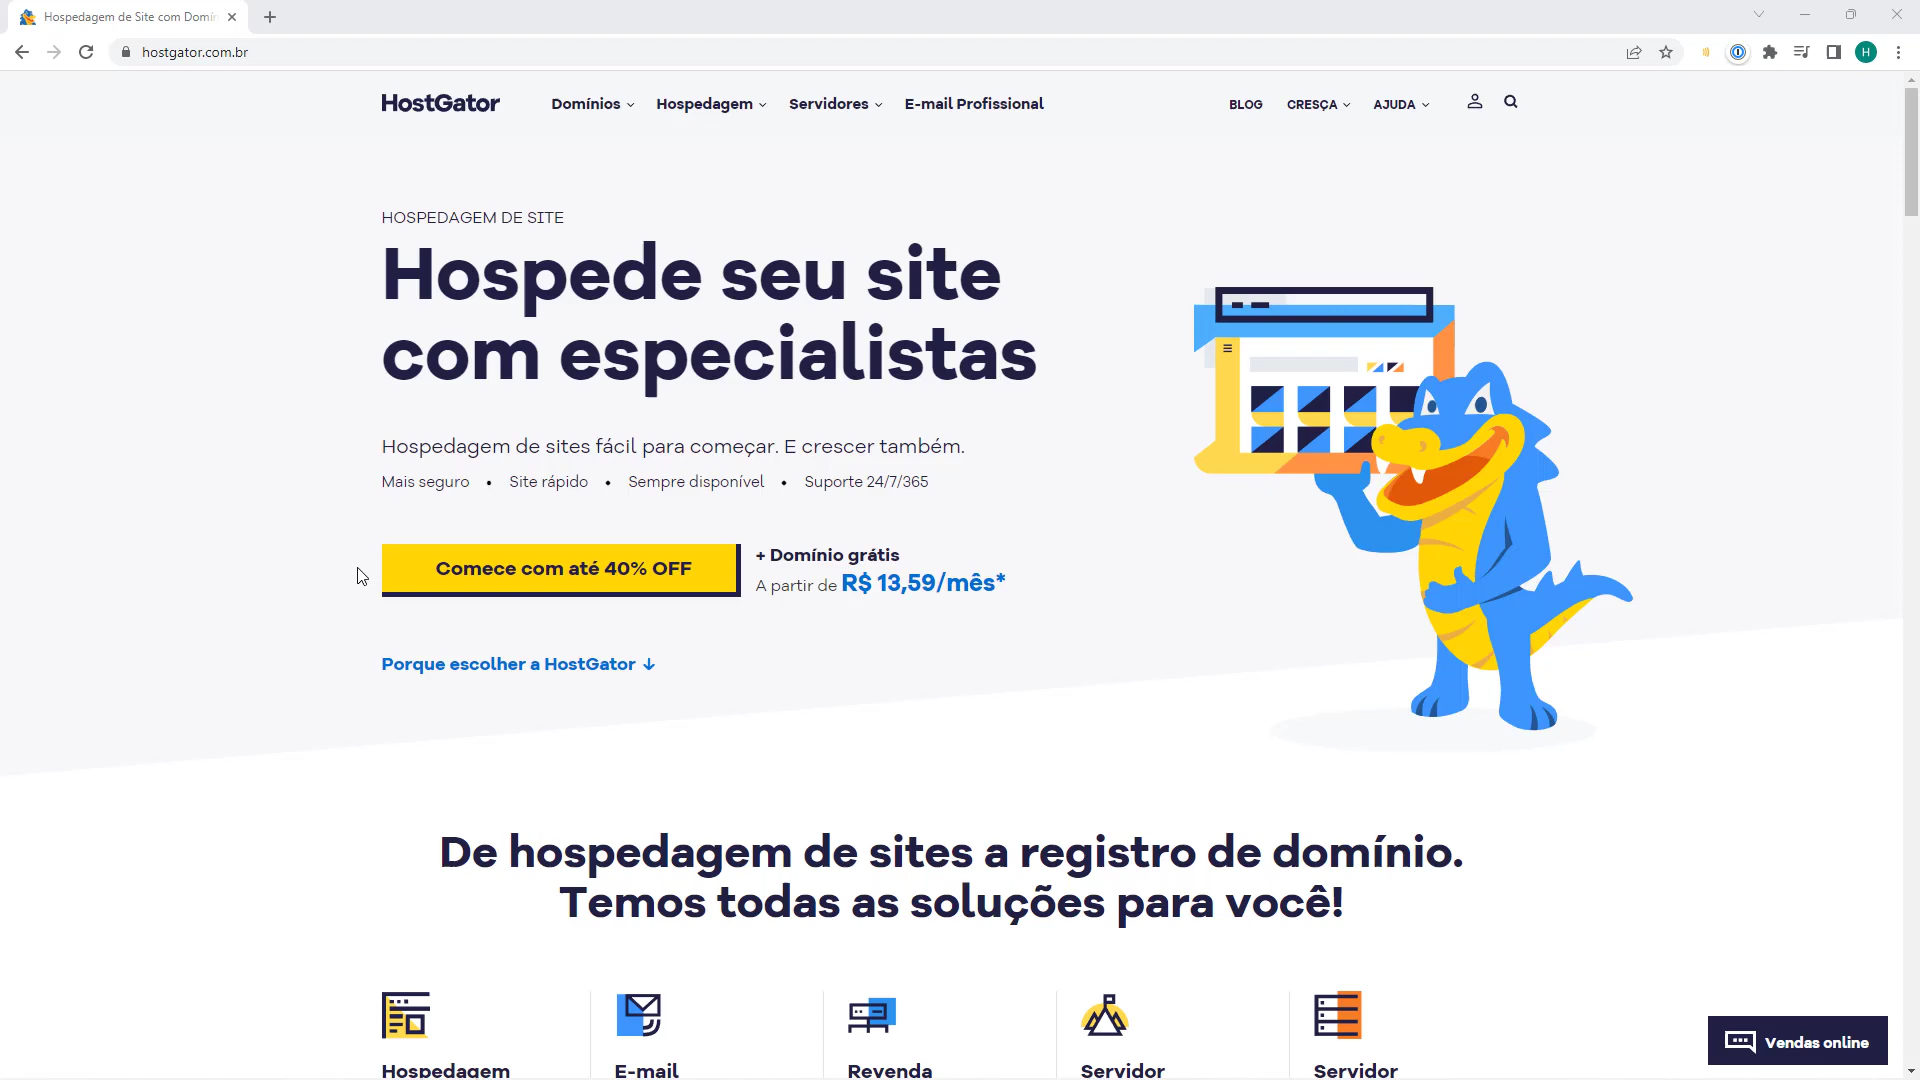 Hospedagem de Site com Domín
hostgator.com.br
H
HostGator
Domínios
Hospedagem
Servidores
E-mail Profissional
BLOG
CRESÇA
AJUDA
HOSPEDAGEM DE SITE
Hospede seu site
com especialistas
Hospedagem de sites fácil para começar. E crescer também.
Mais seguro • Site rápido • Sempre disponível • Suporte 24/7/365
Comece com até 40% OFF
+ Domínio grátis
A partir de R$ 13,59/mês*
Porque escolher a HostGator ↓
De hospedagem de sites a registro de domínio.
Temos todas as soluções para você!
Hospedagem
E-mail
Revenda
Servidor
Servidor
Vendas online